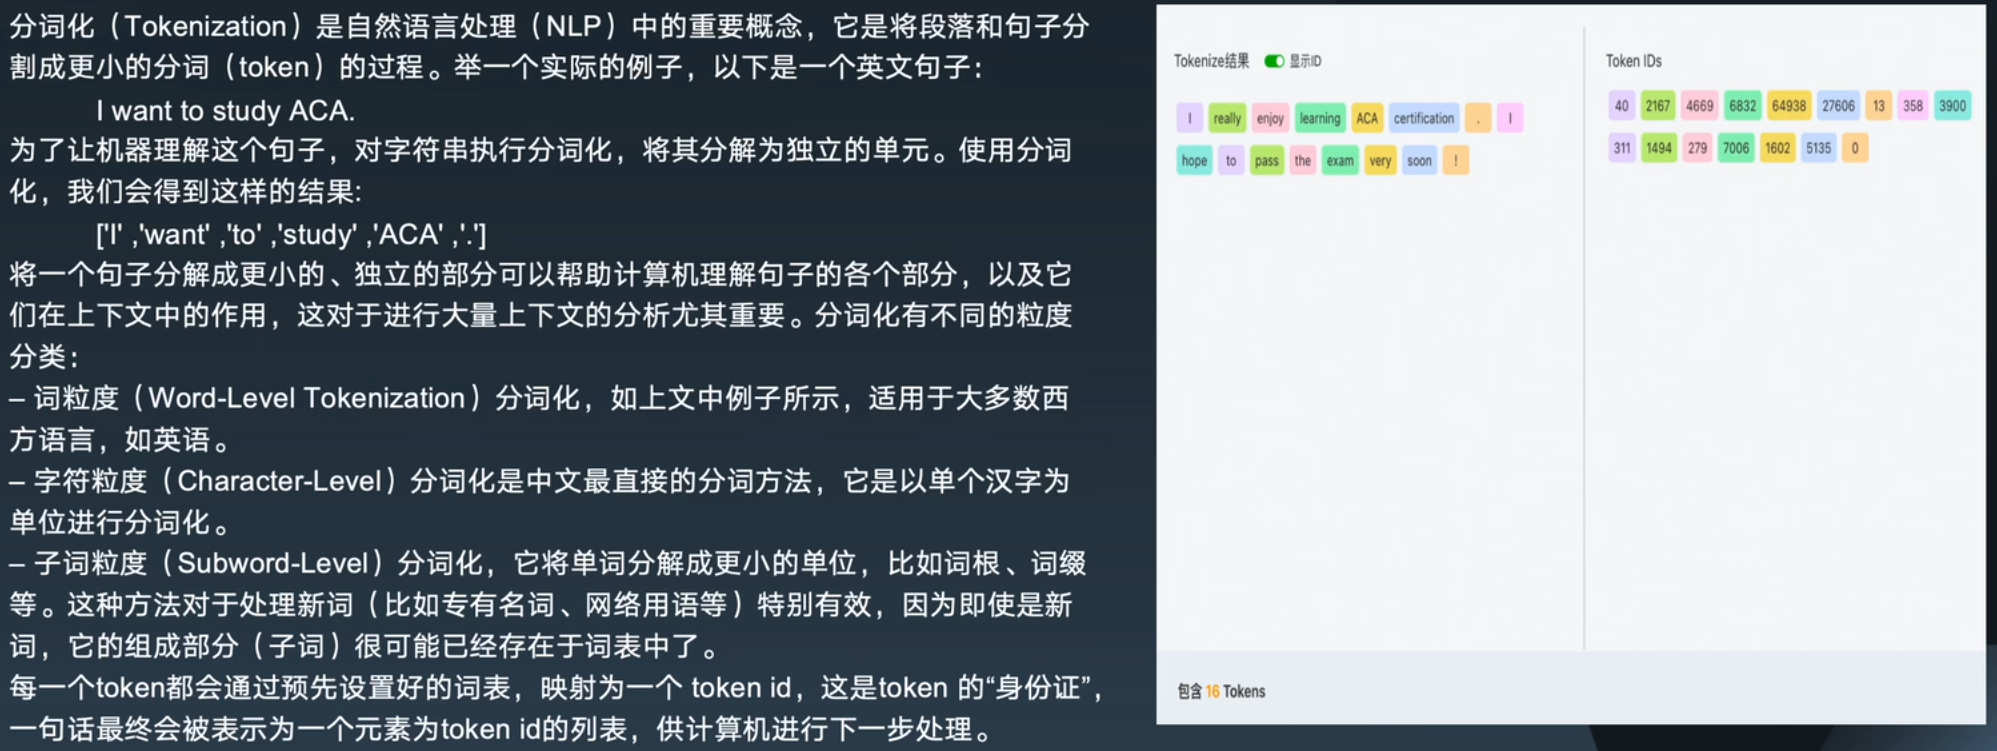 分词化（Tokenization）是自然语言处理（NLP）中的重要概念，它是将段落和句子分
割成更小的分词（token）的过程。举一个实际的例子，以下是一个英文句子：
I want to study ACA.
为了让机器理解这个句子，对字符串执行分词化，将其分解为独立的单元。使用分词
化，我们会得到这样的结果:
['I' ,'want' ,'to' ,'study' ,'ACA' ,'.']
将一个句子分解成更小的、独立的部分可以帮助计算机理解句子的各个部分，以及它
们在上下文中的作用，这对于进行大量上下文的分析尤其重要。分词化有不同的粒度
分类：
– 词粒度（Word-Level Tokenization）分词化，如上文中例子所示，适用于大多数西
方语言，如英语。
– 字符粒度（Character-Level）分词化是中文最直接的分词方法，它是以单个汉字为
单位进行分词化。
– 子词粒度（Subword-Level）分词化，它将单词分解成更小的单位，比如词根、词缀
等。这种方法对于处理新词（比如专有名词、网络用语等）特别有效，因为即使是新
词，它的组成部分（子词）很可能已经存在于词表中了。
每一个token都会通过预先设置好的词表，映射为一个 token id，这是token 的“身份证”，
一句话最终会被表示为一个元素为token id的列表，供计算机进行下一步处理。
Tokenize结果 显示ID
I really enjoy learning ACA certification . I
hope to pass the exam very soon !
Token IDs
40 2167 4669 6832 64938 27606 13 358 3900
311 1494 279 7006 1602 5135 0
包含 16 Tokens